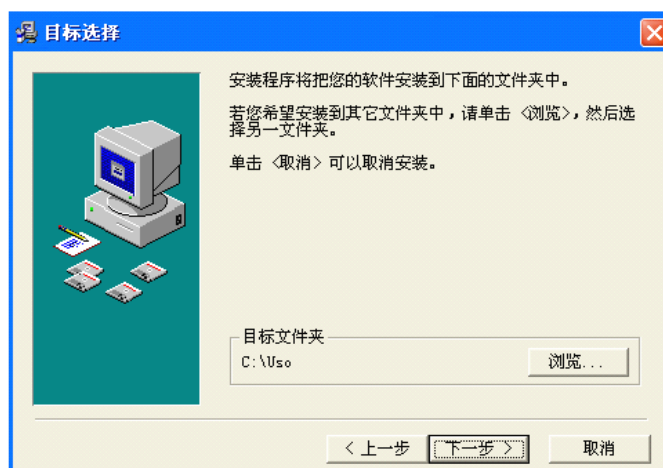 目标选择
安装程序将把您的软件安装到下面的文件夹中。
若您希望安装到其它文件夹中,请单击〈浏览〉,然后选
择另一文件夹。
单击〈取消〉可以取消安装。
目标文件夹
C:\Uso
浏览...
〈上一步
下一步〉
取消